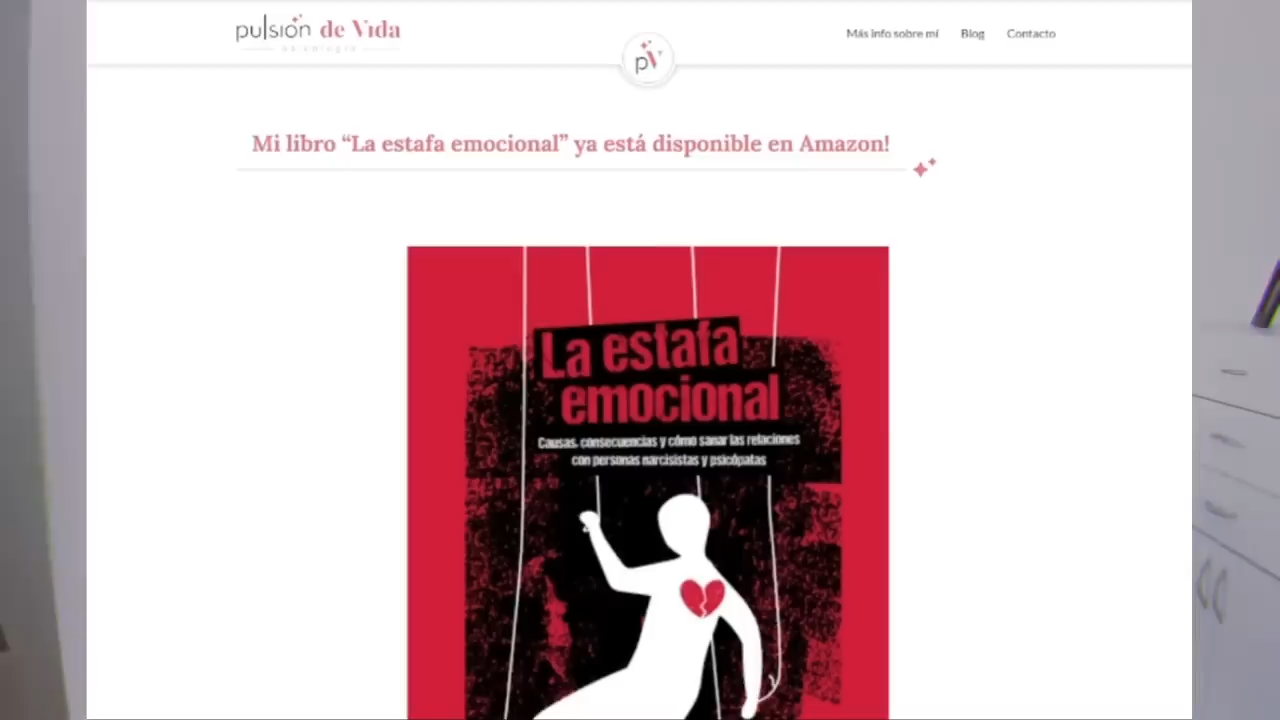 pulsión de Vida
psicología
Más info sobre mí
Blog
Contacto
pV
Mi libro “La estafa emocional” ya está disponible en Amazon!
La estafa
emocional
Causas, consecuencias y cómo sanar las relaciones
con personas narcisistas y psicópatas